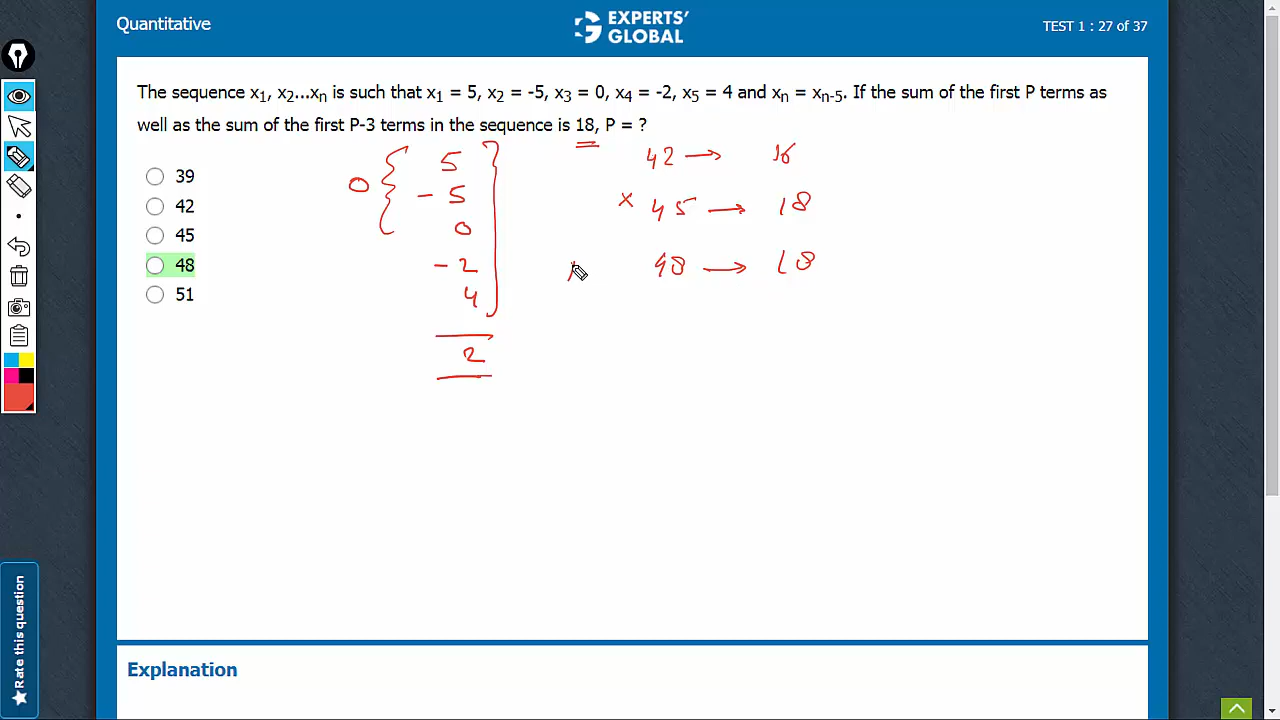 Quantitative
EXPERTS'
GLOBAL
TEST 1 : 27 of 37
The sequence x₁, x₂...xₙ is such that x₁ = 5, x₂ = -5, x₃ = 0, x₄ = -2, x₅ = 4 and xₙ = xₙ₋₅. If the sum of the first P terms as
well as the sum of the first P-3 terms in the sequence is 18, P = ?
39
42
45
48
51
0 { 5
- 5
0
- 2
4
2
42 → 16
x 45 → 18
48 → 18
Rate this question
Explanation